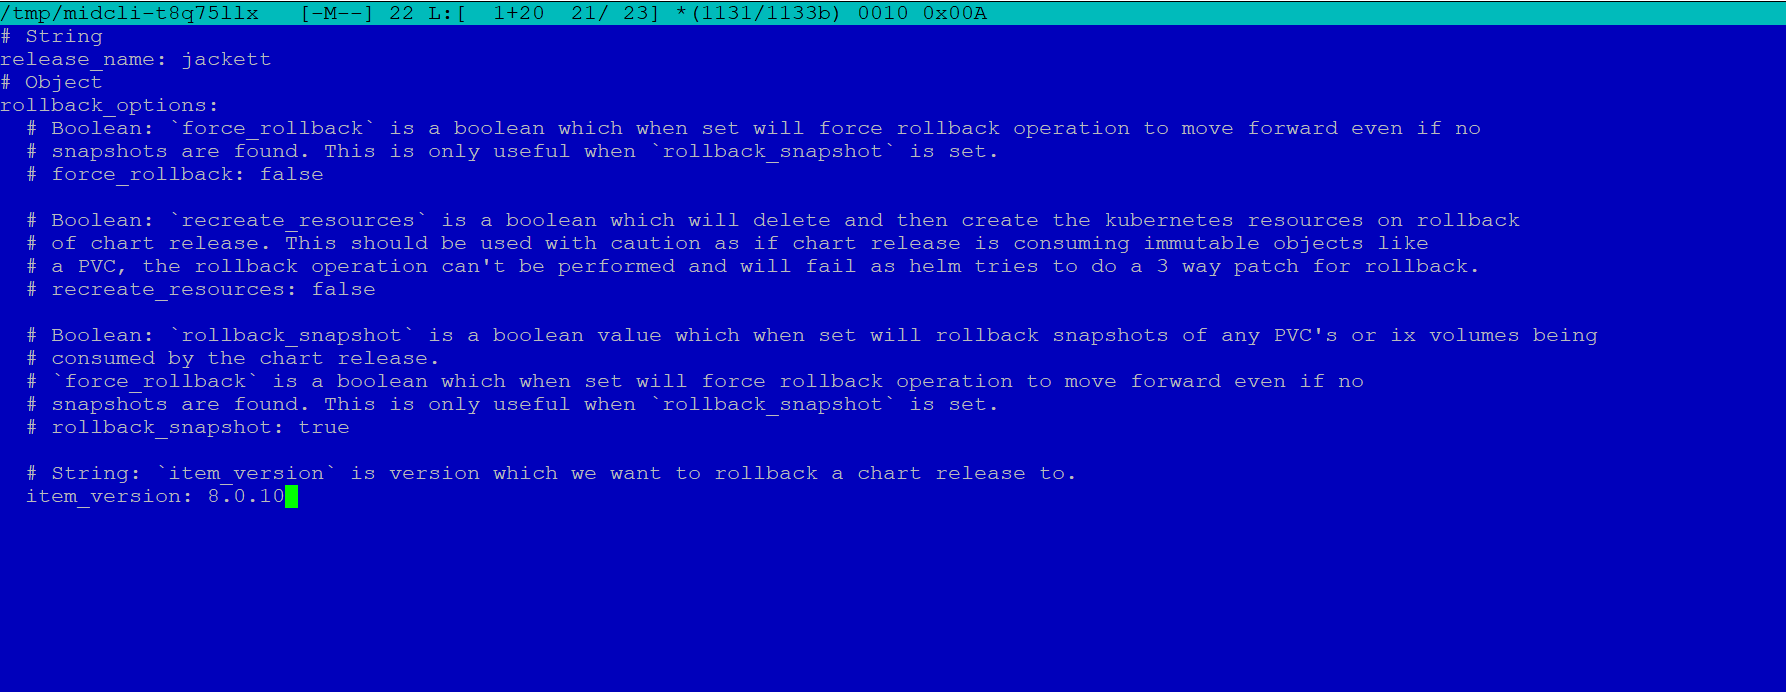 /tmp/midcli-t8q75llx   [-M--] 22 L:[  1+20  21/ 23] *(1131/1133b) 0010 0x00A
# String
release_name: jackett
# Object
rollback_options:
  # Boolean: `force_rollback` is a boolean which when set will force rollback operation to move forward even if no
  # snapshots are found. This is only useful when `rollback_snapshot` is set.
  # force_rollback: false

  # Boolean: `recreate_resources` is a boolean which will delete and then create the kubernetes resources on rollback
  # of chart release. This should be used with caution as if chart release is consuming immutable objects like
  # a PVC, the rollback operation can't be performed and will fail as helm tries to do a 3 way patch for rollback.
  # recreate_resources: false

  # Boolean: `rollback_snapshot` is a boolean value which when set will rollback snapshots of any PVC's or ix volumes being
  # consumed by the chart release.
  # `force_rollback` is a boolean which when set will force rollback operation to move forward even if no
  # snapshots are found. This is only useful when `rollback_snapshot` is set.
  # rollback_snapshot: true

  # String: `item_version` is version which we want to rollback a chart release to.
  item_version: 8.0.10